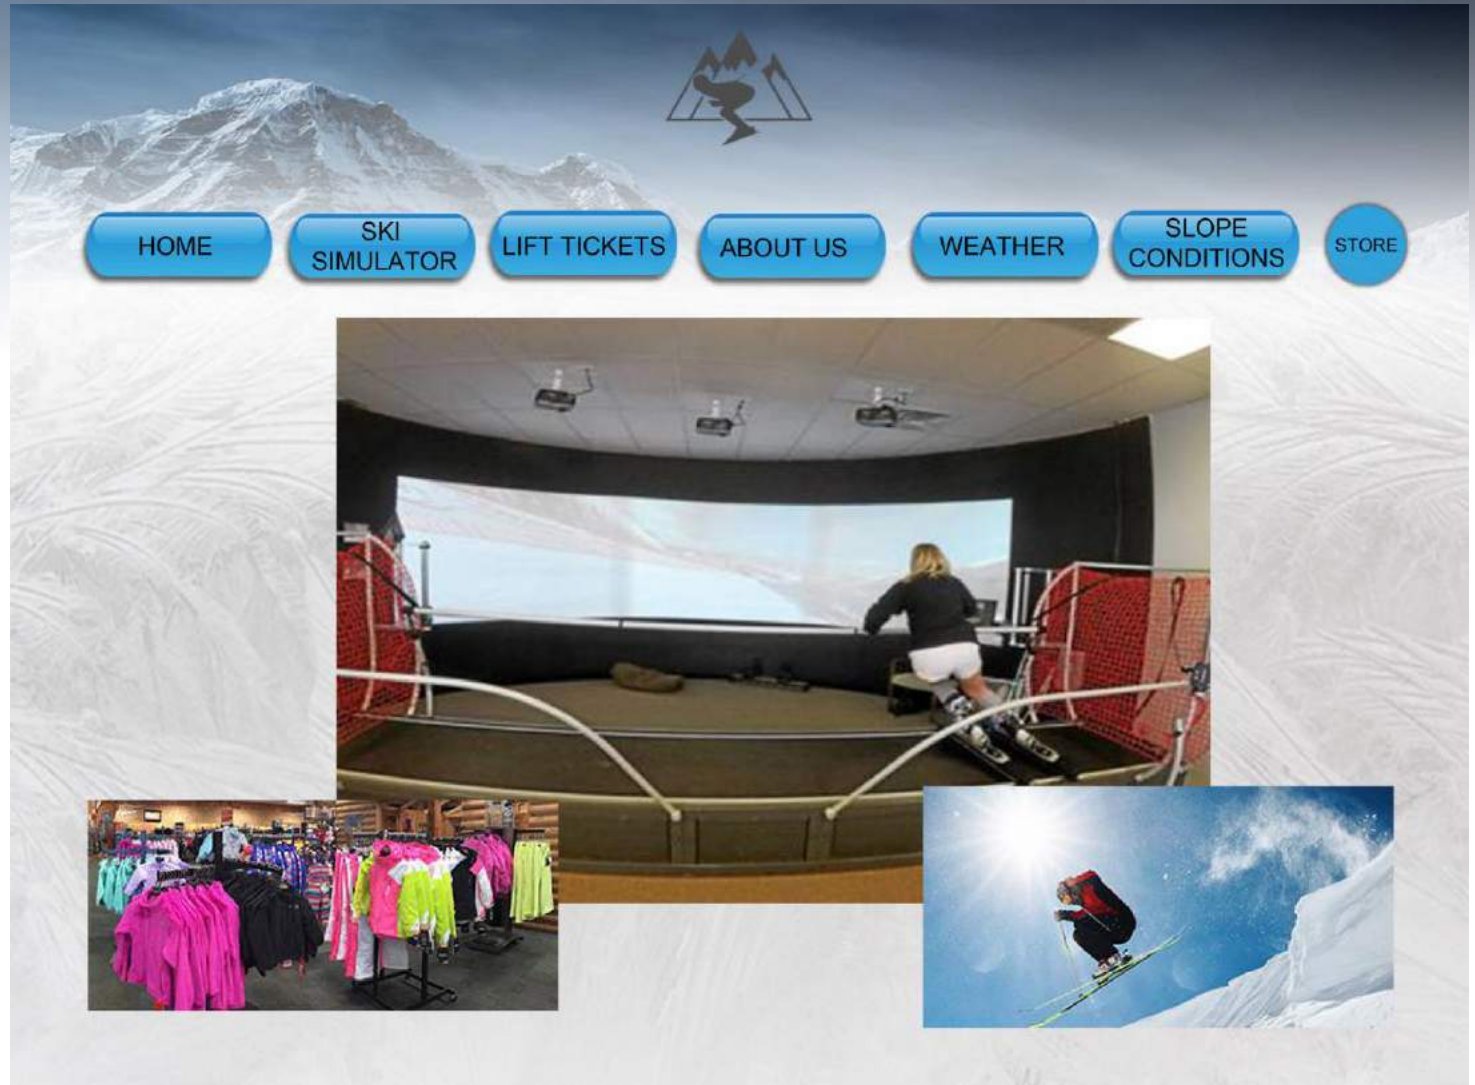 HOME
SKI
SIMULATOR
LIFT TICKETS
ABOUT US
WEATHER
SLOPE
CONDITIONS
STORE